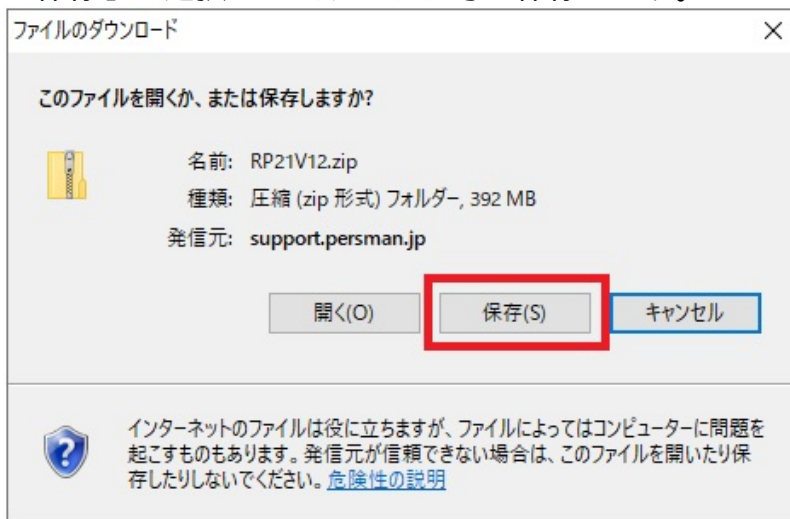 ファイルのダウンロード
このファイルを開くか、または保存しますか?
名前: RP21V12.zip
種類: 圧縮 (zip 形式) フォルダー, 392 MB
発信元: support.persman.jp
開く(O) 保存(S) キャンセル
インターネットのファイルは役に立ちますが、ファイルによってはコンピューターに問題を
起こすものもあります。発信元が信頼できない場合は、このファイルを開いたり保
存したりしないでください。危険性の説明